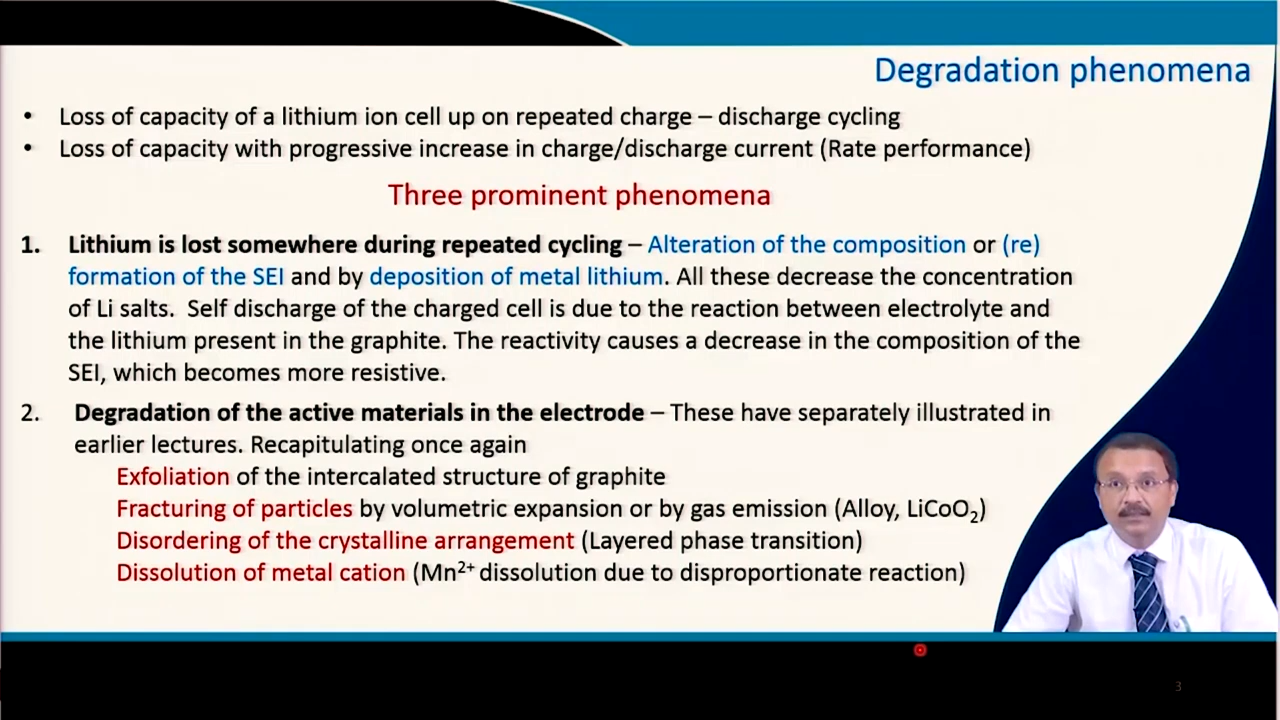 Degradation phenomena
• Loss of capacity of a lithium ion cell up on repeated charge – discharge cycling
• Loss of capacity with progressive increase in charge/discharge current (Rate performance)
Three prominent phenomena
1. Lithium is lost somewhere during repeated cycling – Alteration of the composition or (re)
formation of the SEI and by deposition of metal lithium. All these decrease the concentration
of Li salts. Self discharge of the charged cell is due to the reaction between electrolyte and
the lithium present in the graphite. The reactivity causes a decrease in the composition of the
SEI, which becomes more resistive.
2. Degradation of the active materials in the electrode – These have separately illustrated in
earlier lectures. Recapitulating once again
Exfoliation of the intercalated structure of graphite
Fracturing of particles by volumetric expansion or by gas emission (Alloy, LiCoO₂)
Disordering of the crystalline arrangement (Layered phase transition)
Dissolution of metal cation (Mn²⁺ dissolution due to disproportionate reaction)
3